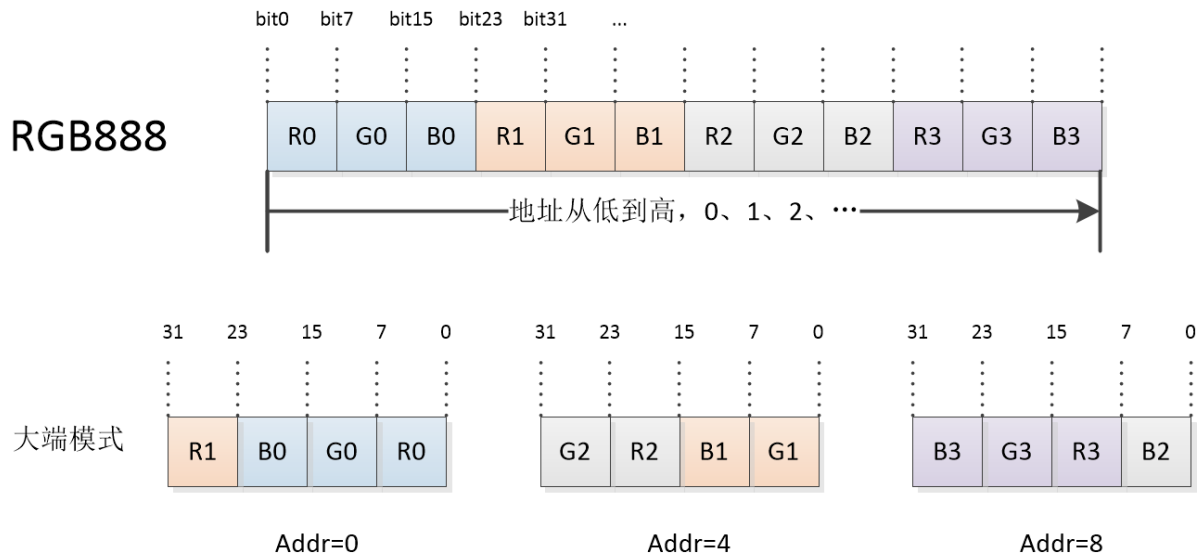 bit0 bit7 bit15 bit23 bit31 ...
RGB888 R0 G0 B0 R1 G1 B1 R2 G2 B2 R3 G3 B3
地址从低到高，0、1、2、…
31 23 15 7 0 31 23 15 7 0 31 23 15 7 0
大端模式 R1 B0 G0 R0 G2 R2 B1 G1 B3 G3 R3 B2
Addr=0 Addr=4 Addr=8